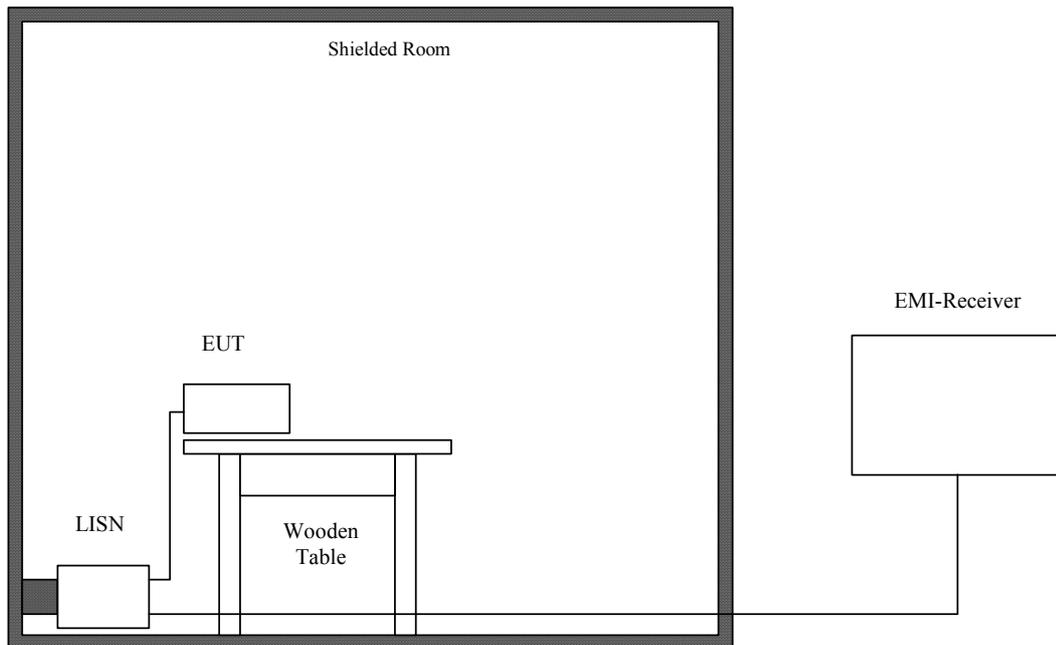 Shielded Room
EMI-Receiver
EUT
LISN
Wooden
Table